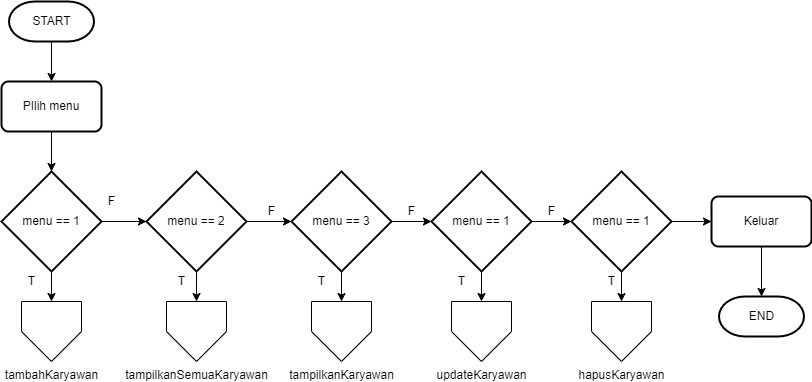 START
PIlih menu
menu == 1
F
menu == 2
F
menu == 3
F
menu == 1
F
menu == 1
Keluar
T
T
T
T
T
END
tambahKaryawan
tampilkanSemuaKaryawan
tampilkanKaryawan
updateKaryawan
hapusKaryawan